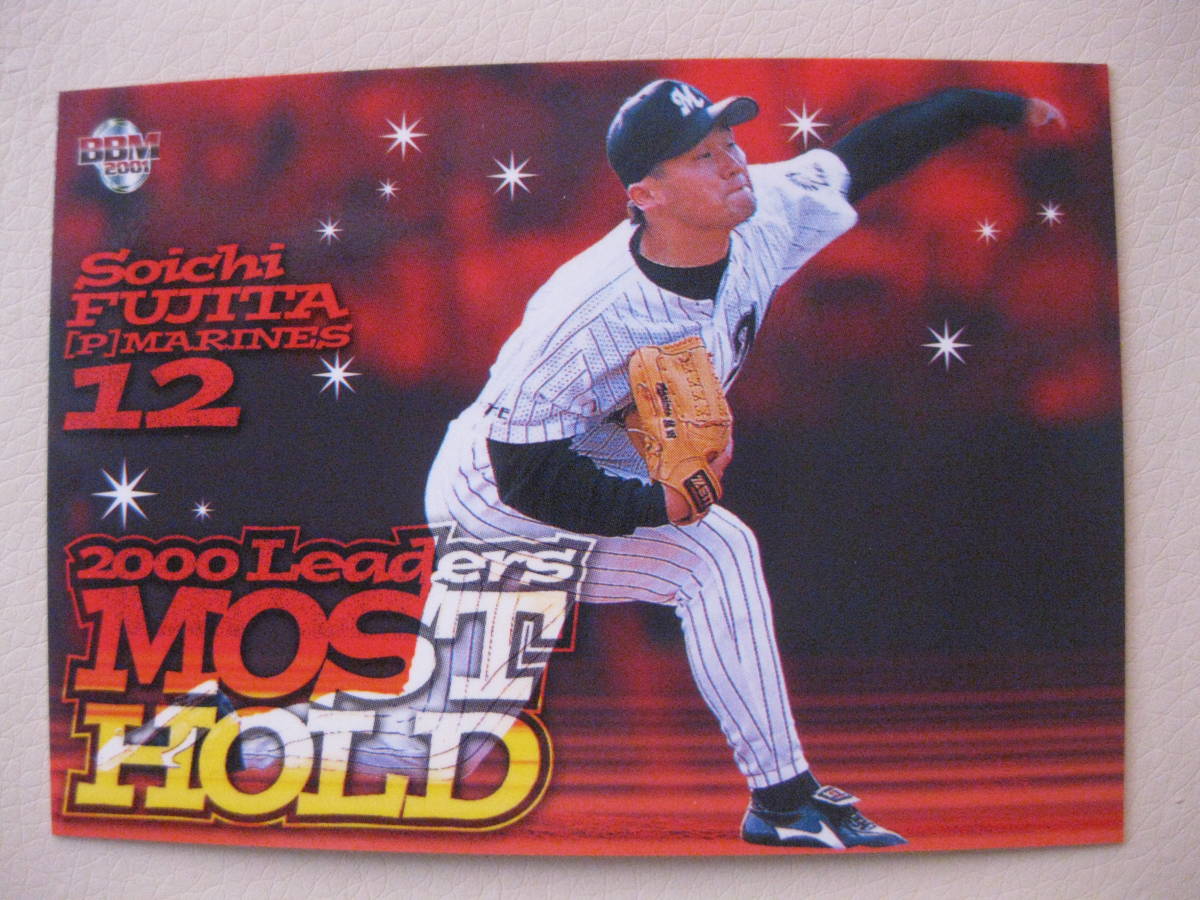 BBM
2001
M
Soichi
FUJITA
[P] MARINES
12
2000 Leaders
MOST
HOLD